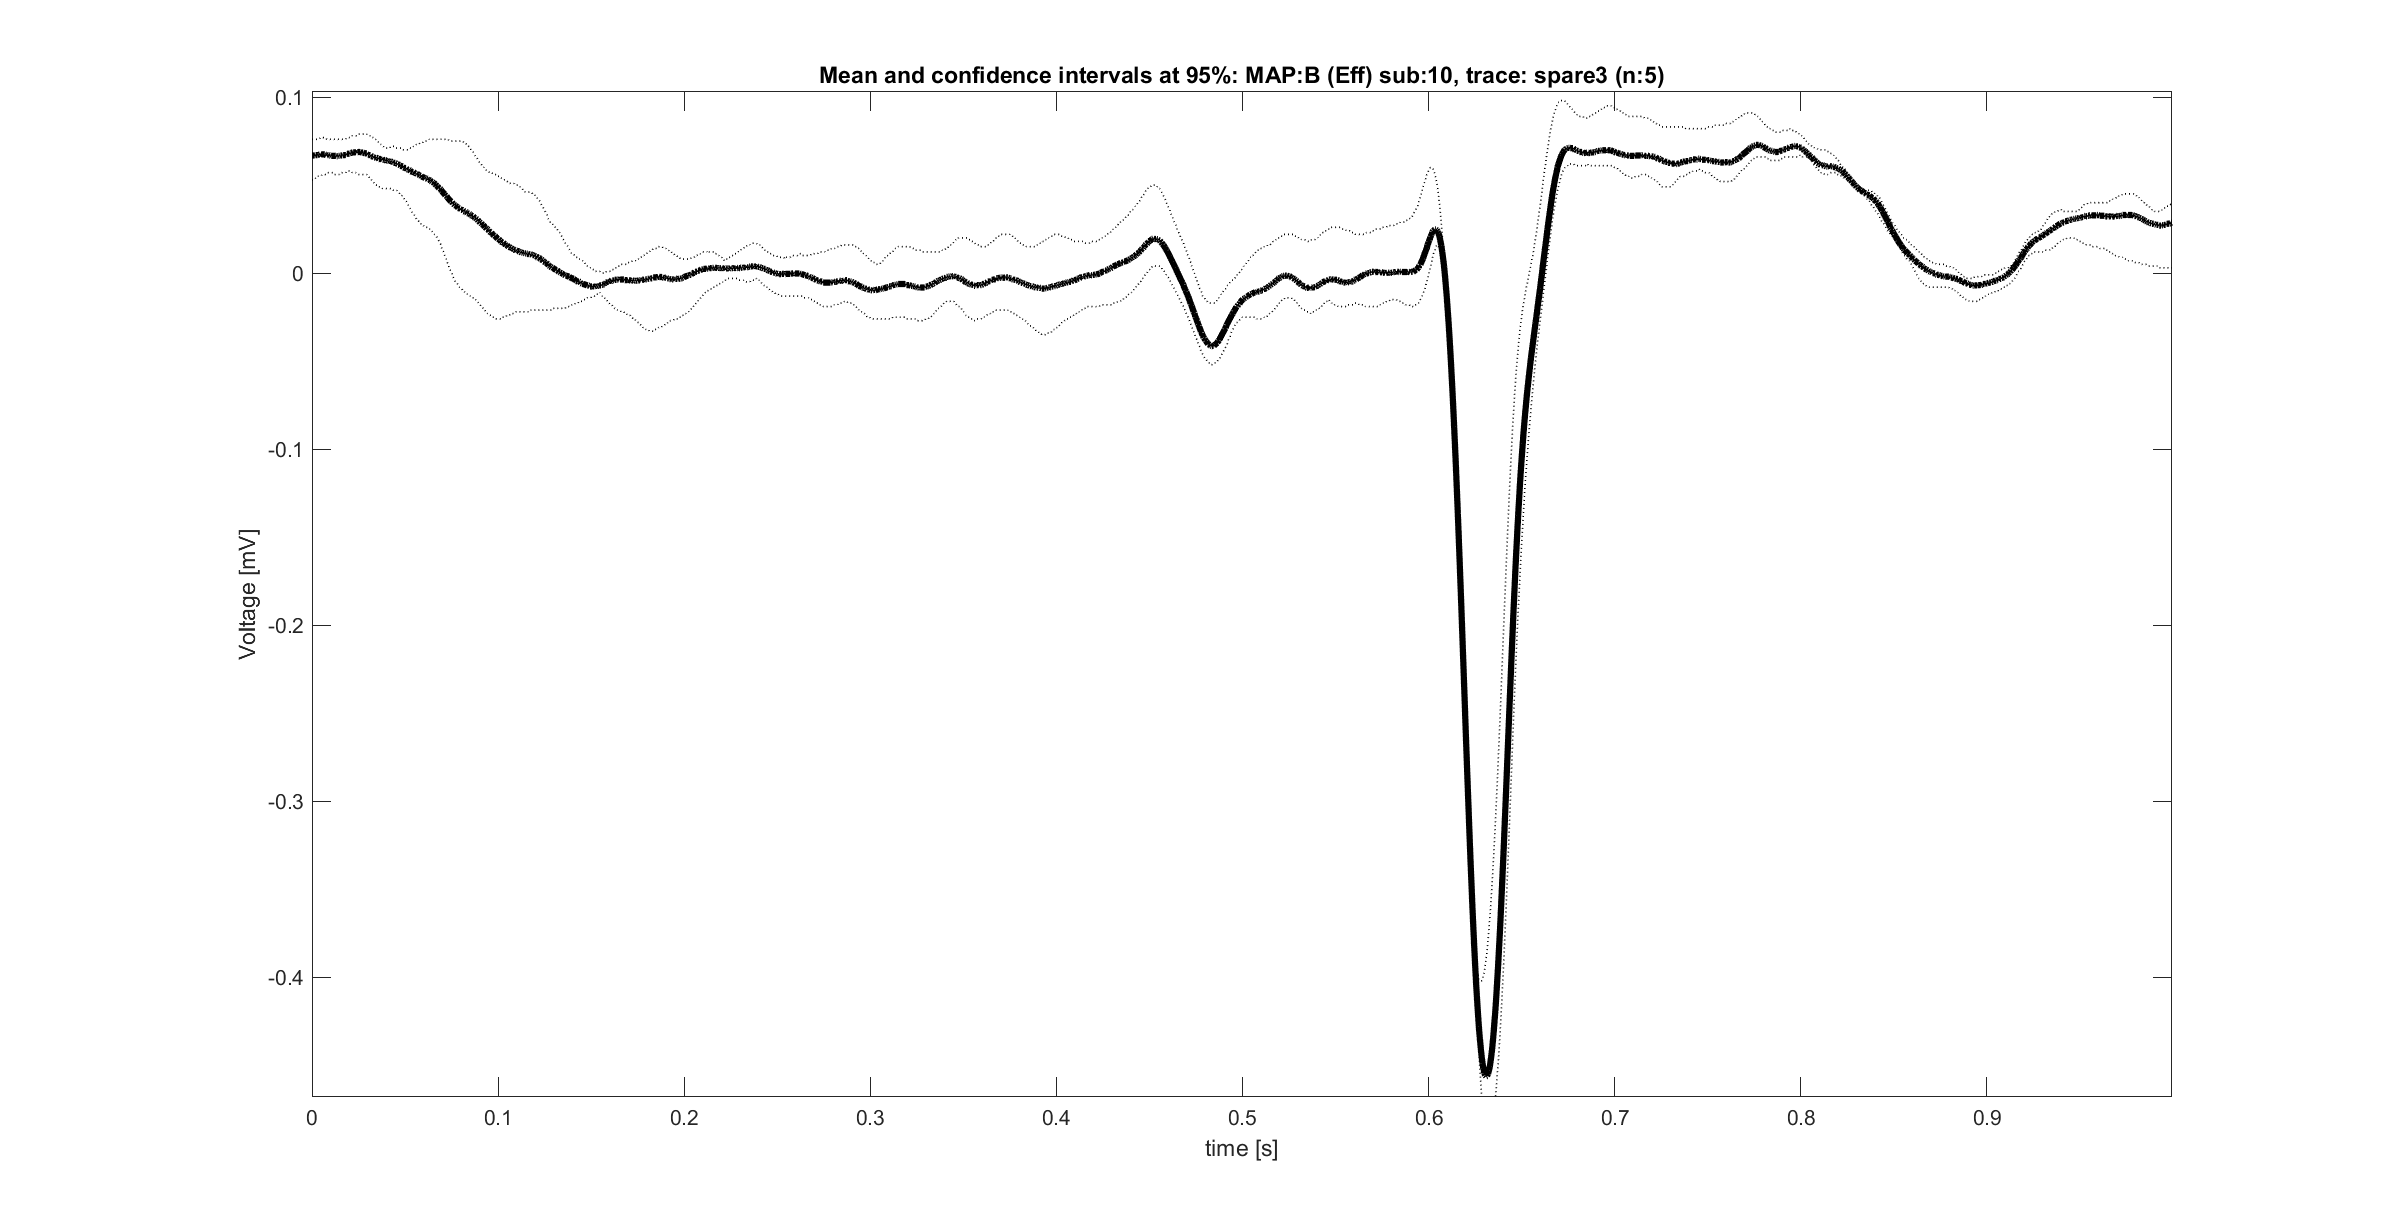 Mean and confidence intervals at 95%: MAP:B (Eff) sub:10, trace: spare3 (n:5)
0.1
0
-0.1
-0.2
-0.3
-0.4
Voltage [mV]
0 0.1 0.2 0.3 0.4 0.5 0.6 0.7 0.8 0.9
time [s]